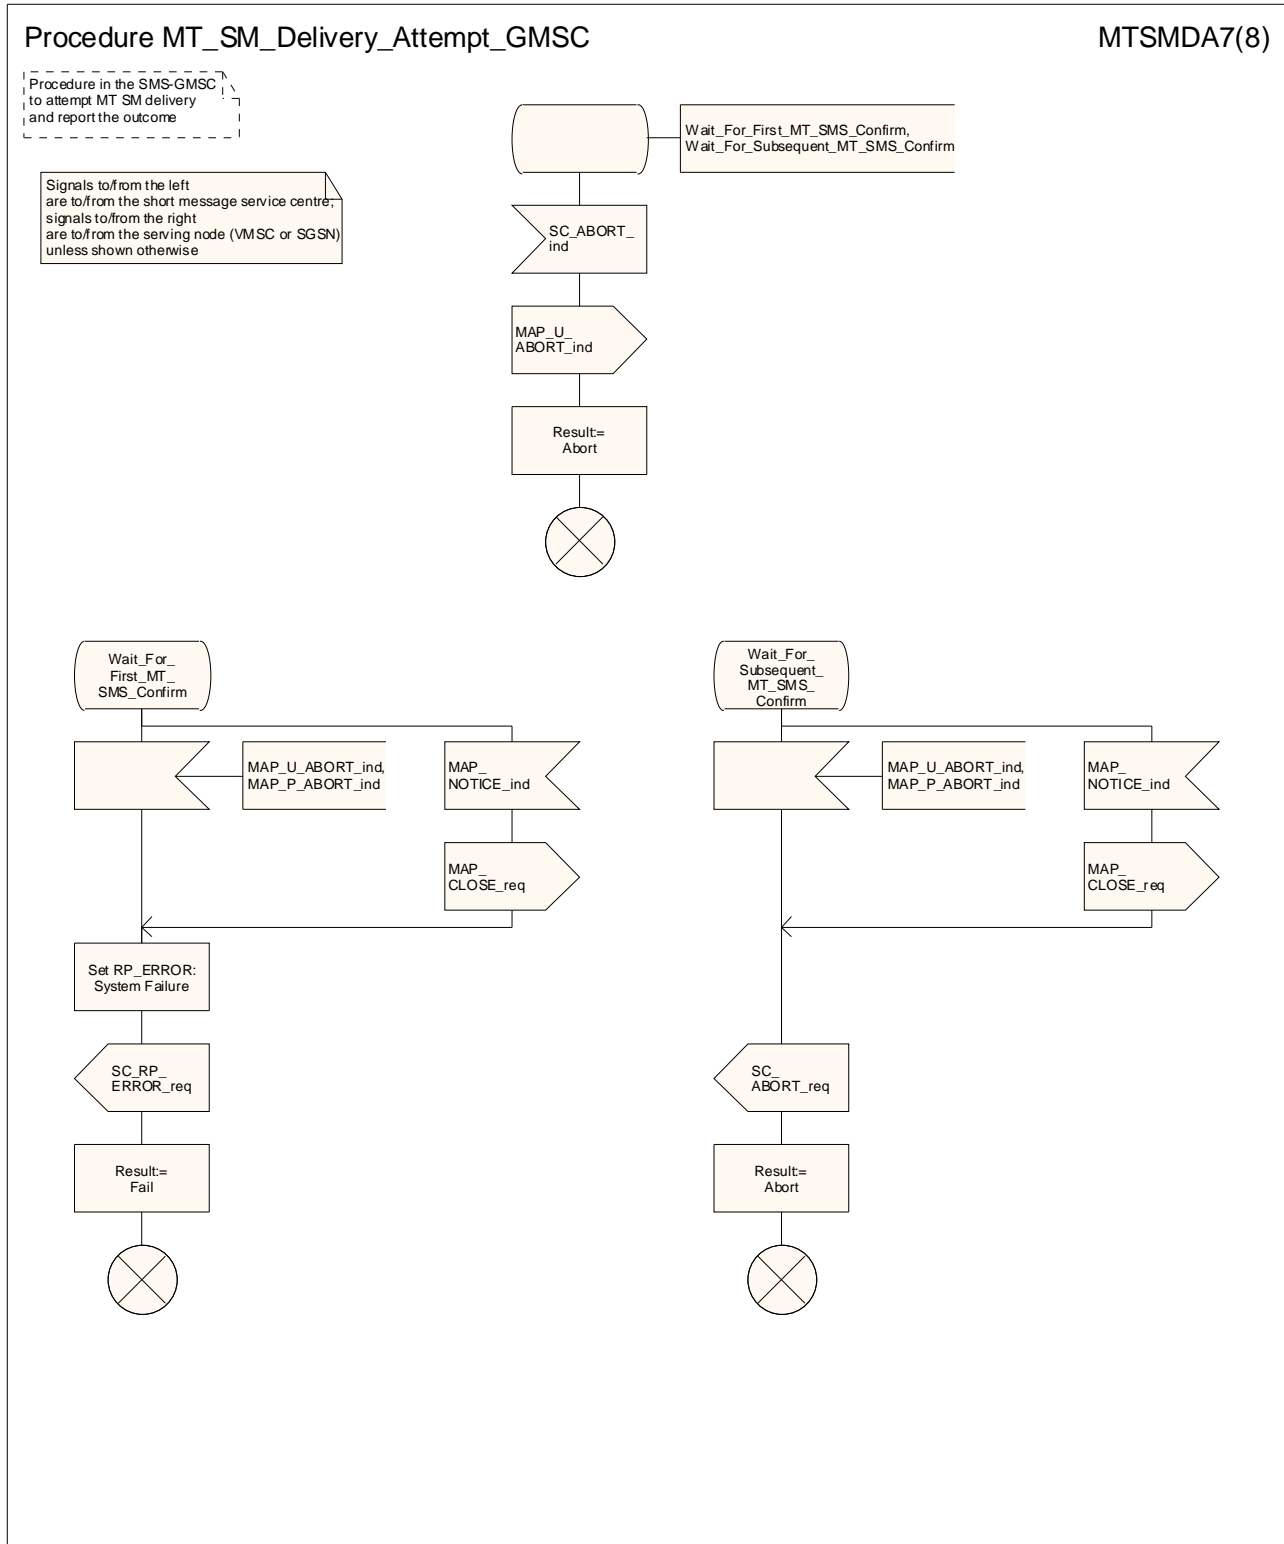 Procedure MT_SM_Delivery_Attempt_GMSC
MTSMDA7(8)
Procedure in the SMS-GMSC
to attempt MT SM delivery
and report the outcome
Signals to/from the left
are to/from the short message service centre;
signals to/from the right
are to/from the serving node (VMSC or SGSN)
unless shown otherwise
Wait_For_First_MT_SMS_Confirm,
Wait_For_Subsequent_MT_SMS_Confirm
SC_ABORT_
ind
MAP_U_
ABORT_ind
Result:=
Abort
Wait_For_
First_MT_
SMS_Confirm
MAP_U_ABORT_ind,
MAP_P_ABORT_ind
MAP_
NOTICE_ind
MAP_
CLOSE_req
Set RP_ERROR:
System Failure
SC_RP_
ERROR_req
Result:=
Fail
Wait_For_
Subsequent_
MT_SMS_
Confirm
MAP_U_ABORT_ind,
MAP_P_ABORT_ind
MAP_
NOTICE_ind
MAP_
CLOSE_req
SC_
ABORT_req
Result:=
Abort